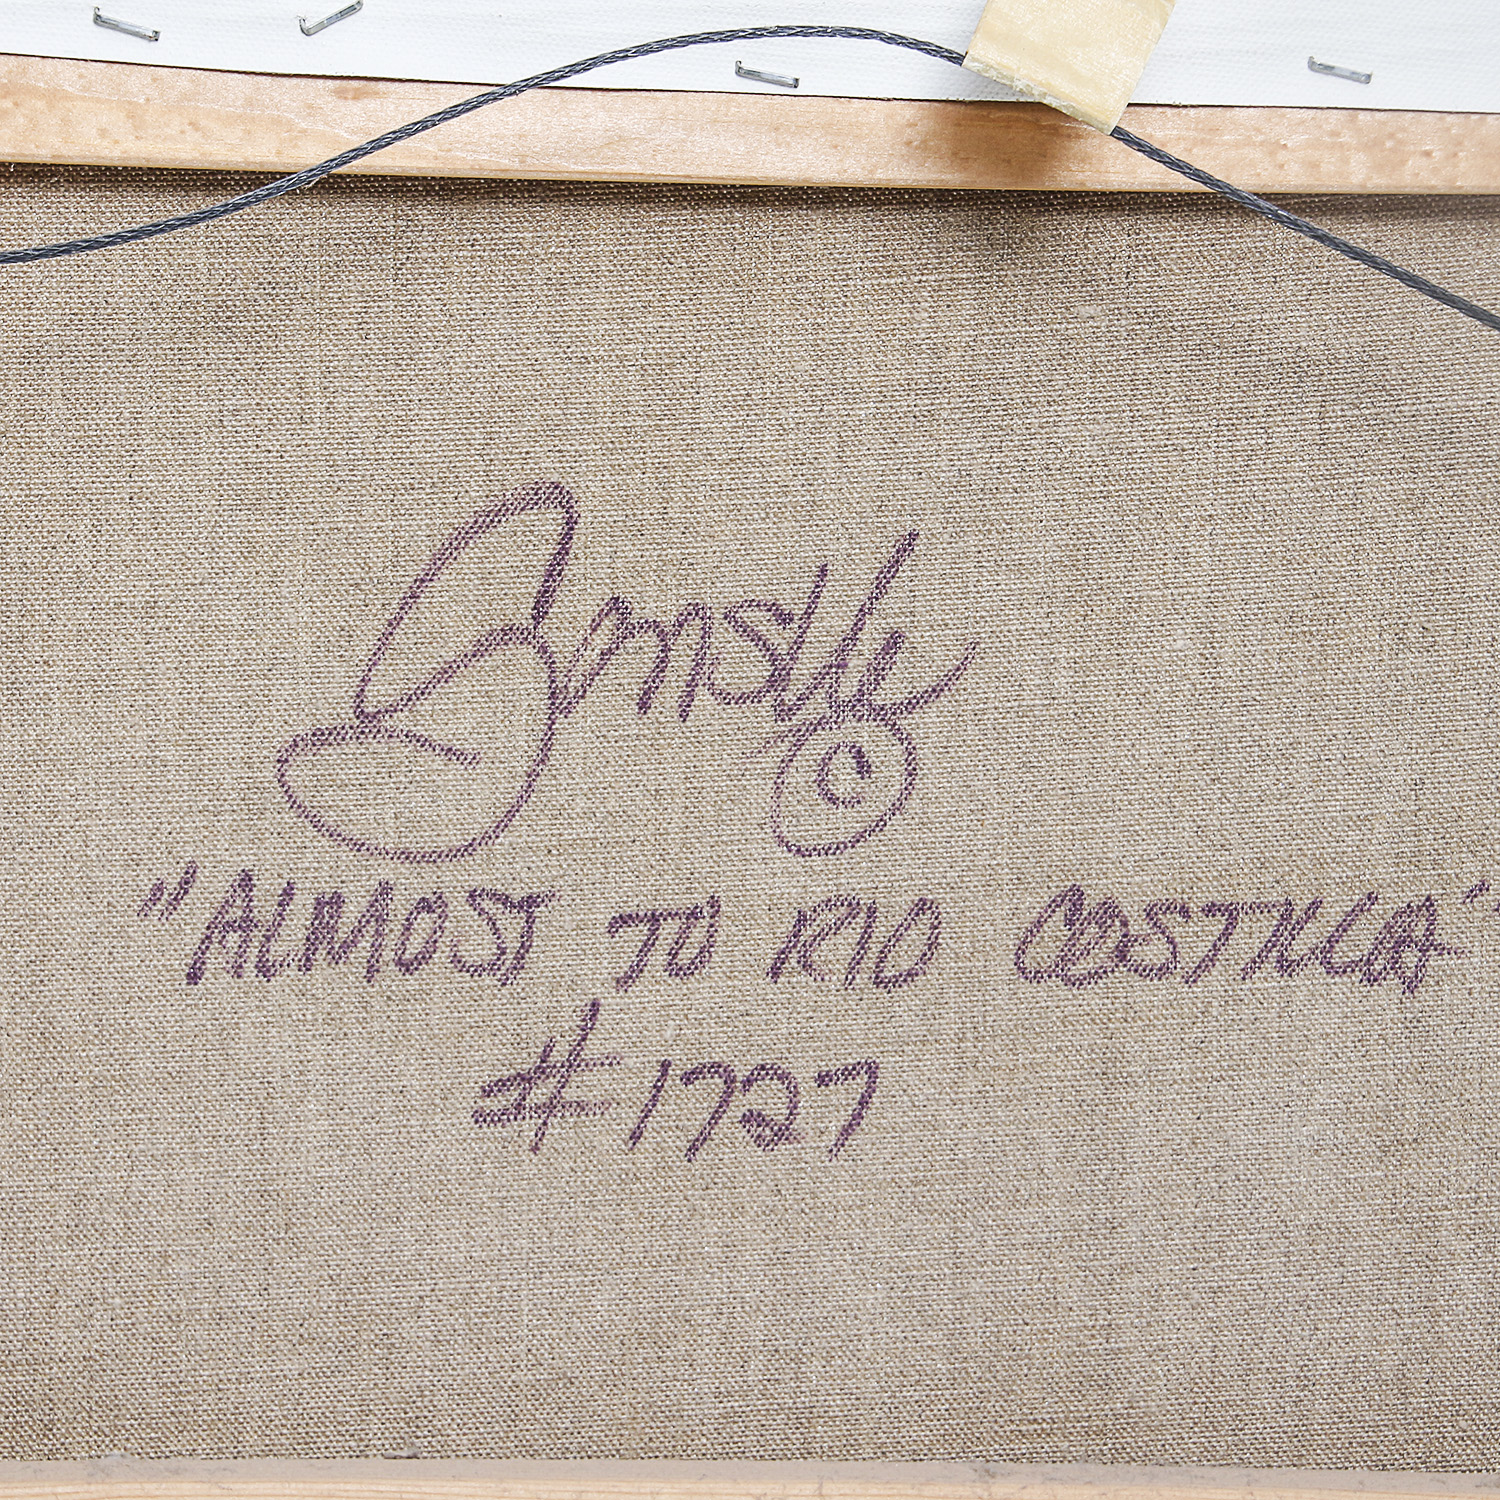 "ALMOST TO RIO COSTILLA"
#1727